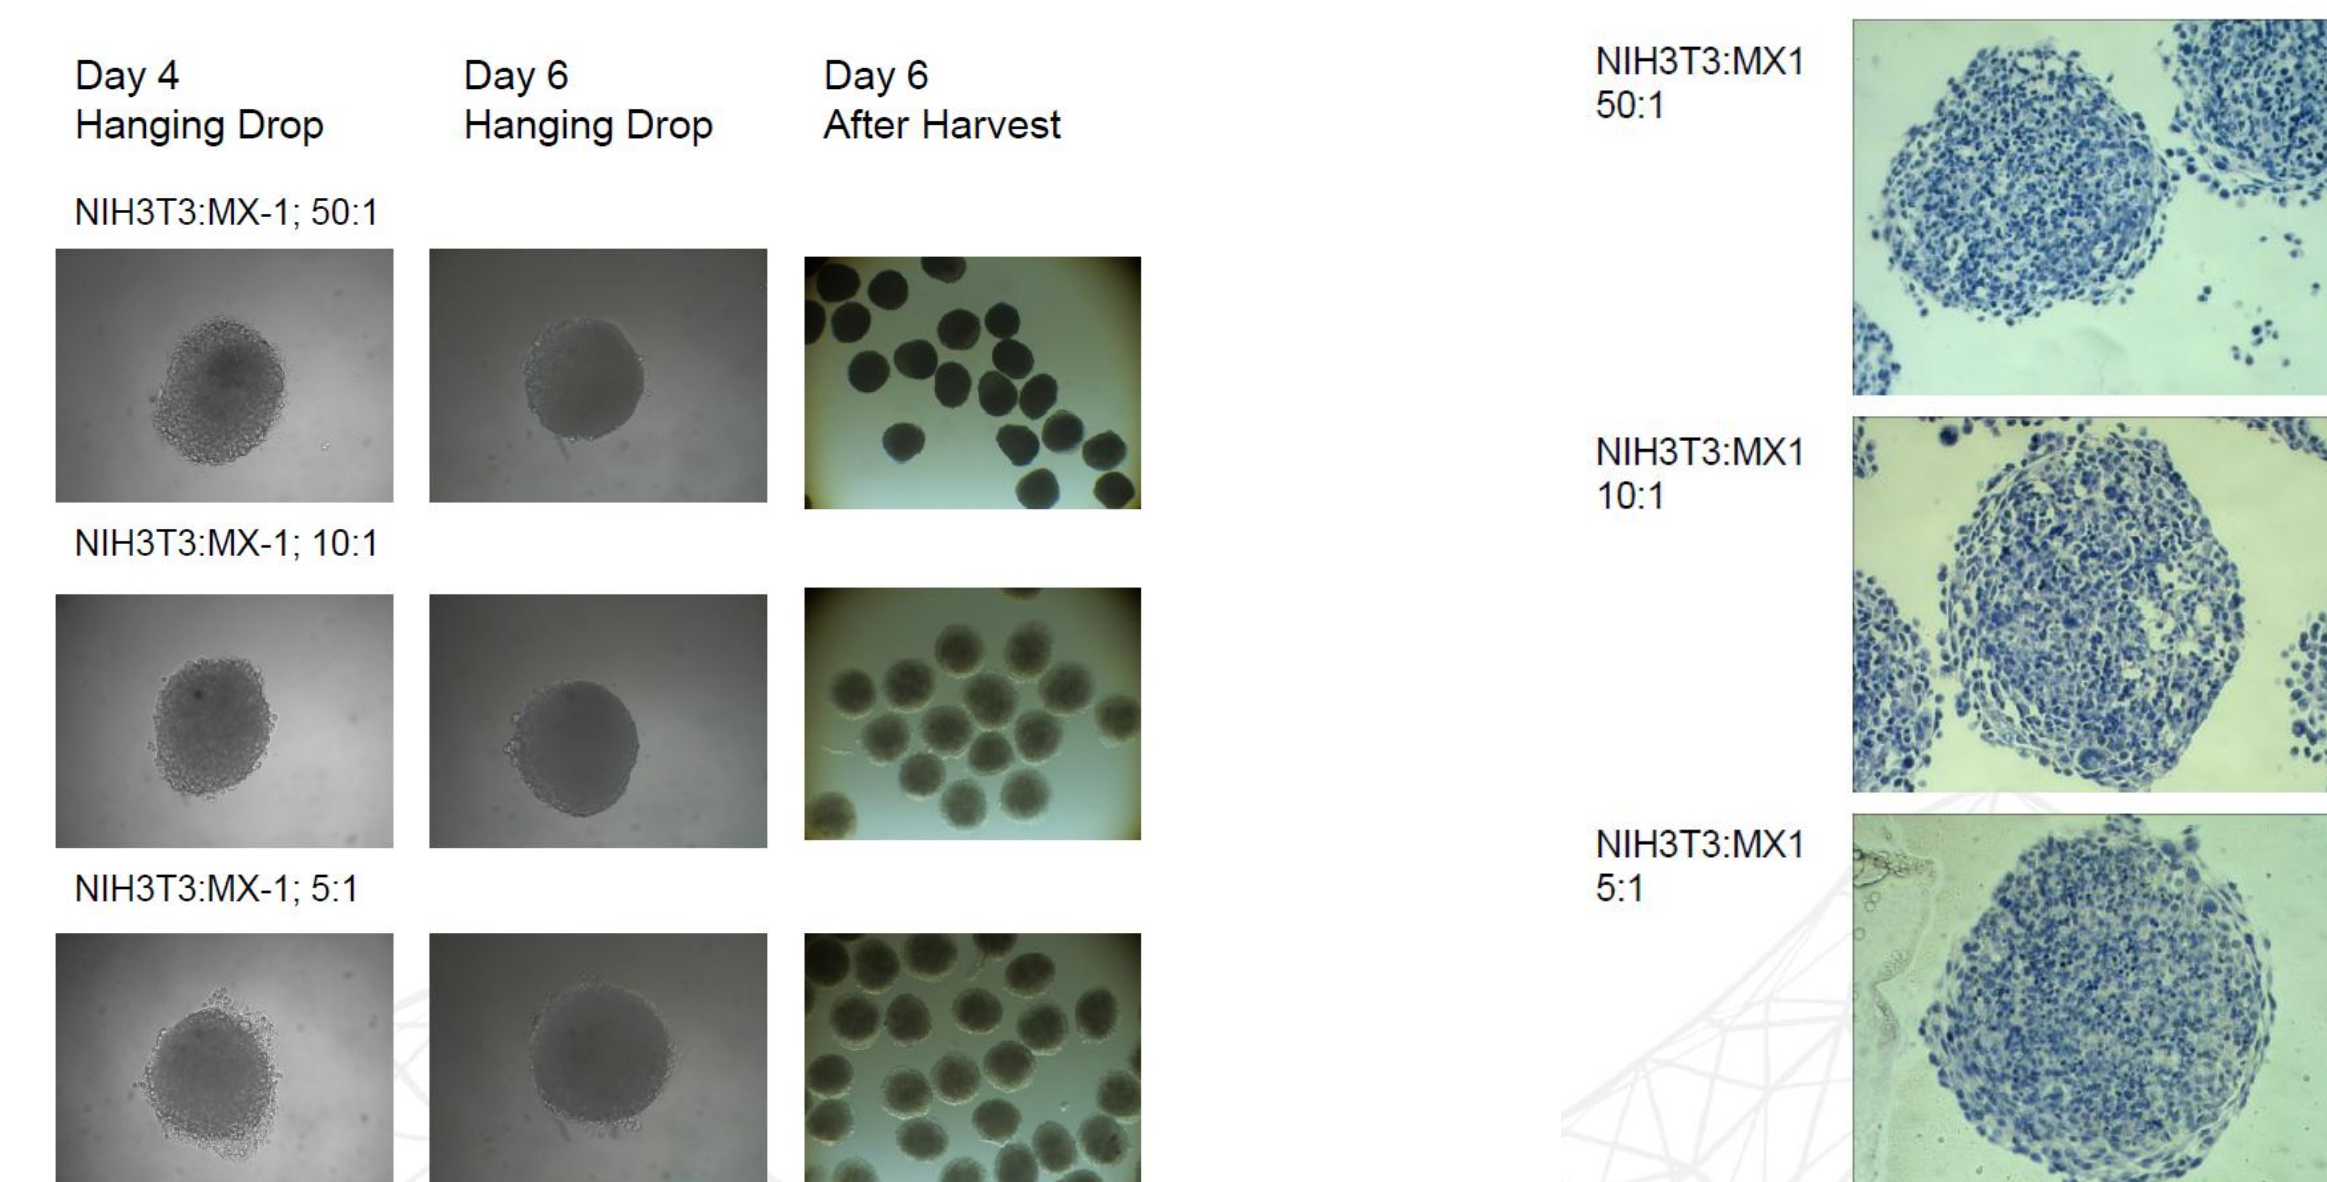 Day 4
Hanging Drop
Day 6
Hanging Drop
Day 6
After Harvest
NIH3T3:MX-1; 50:1
NIH3T3:MX-1; 10:1
NIH3T3:MX-1; 5:1
NIH3T3:MX1
50:1
NIH3T3:MX1
10:1
NIH3T3:MX1
5:1